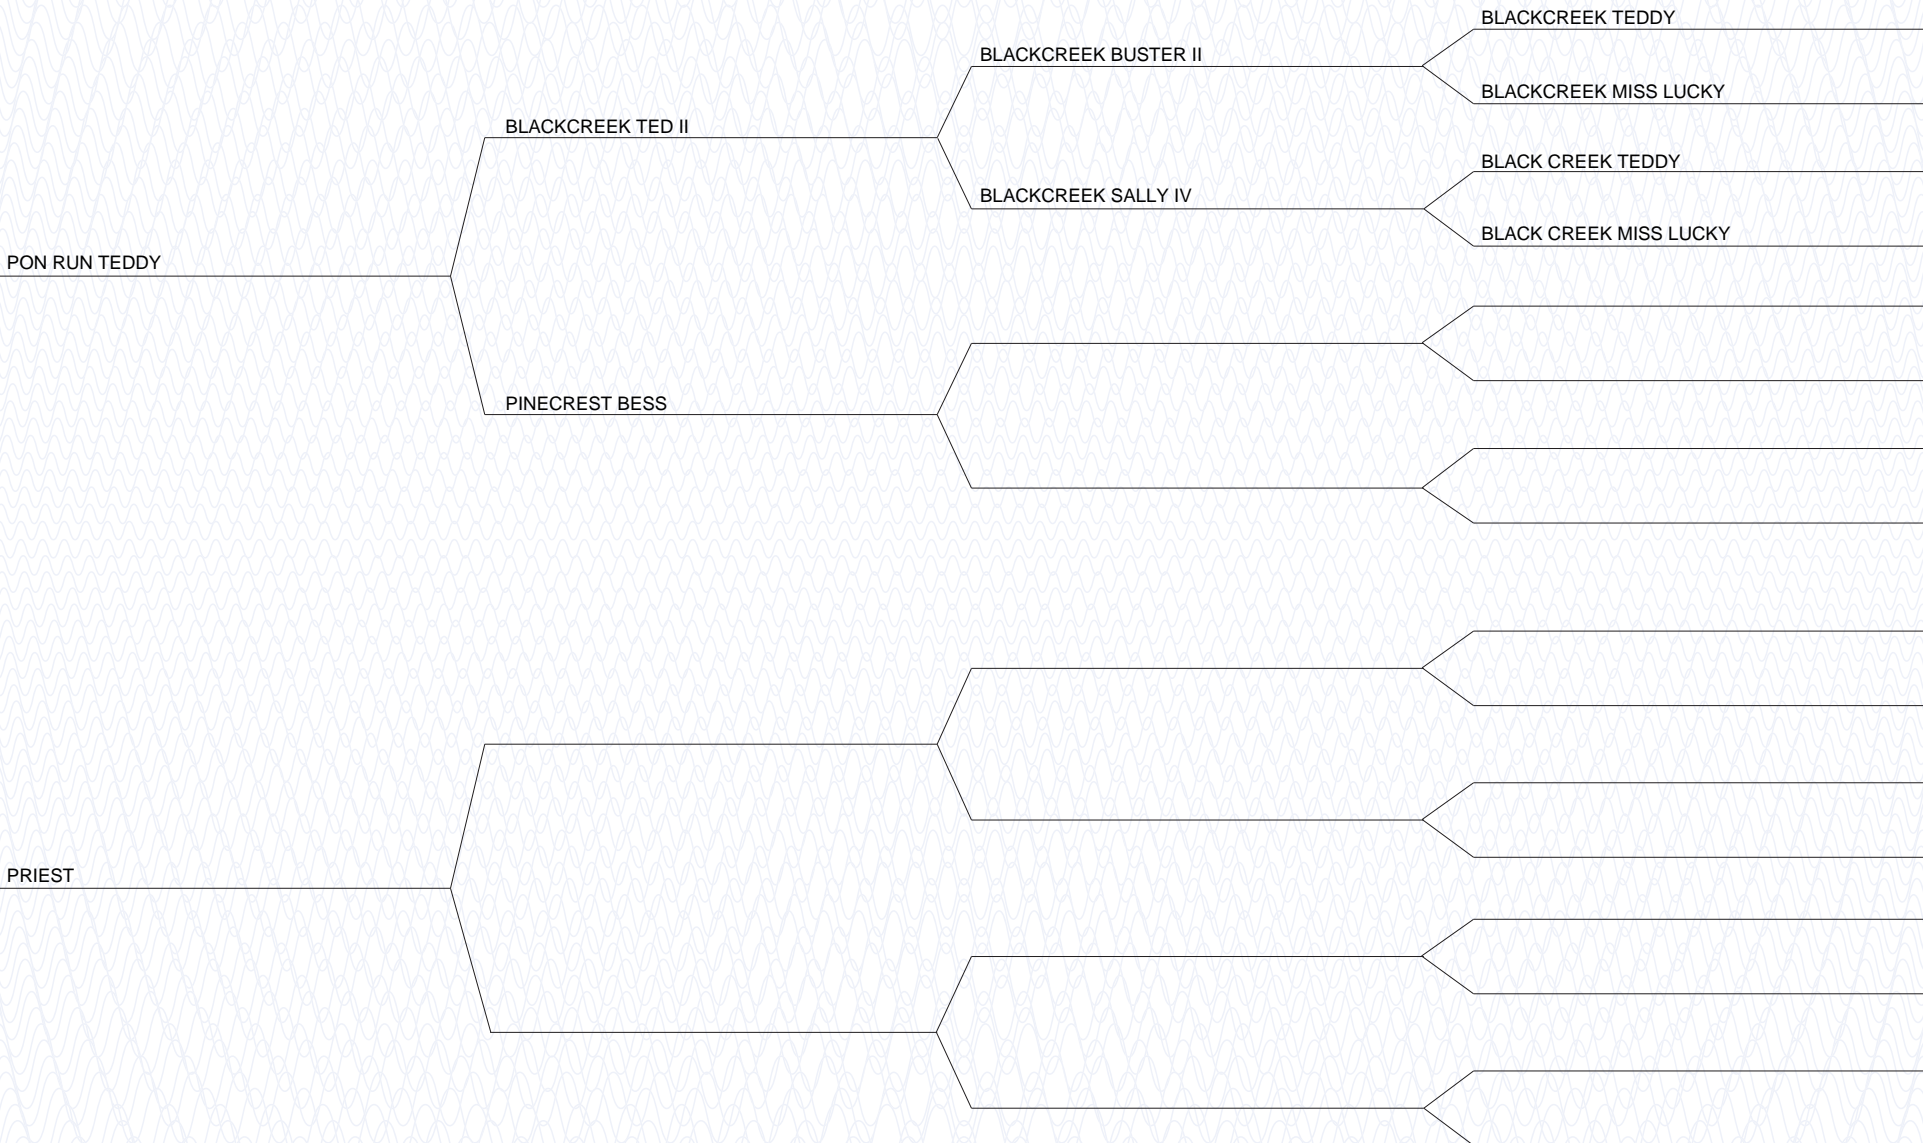 BLACKCREEK TEDDY
BLACKCREEK BUSTER II
BLACKCREEK MISS LUCKY
BLACKCREEK TED II
BLACK CREEK TEDDY
BLACKCREEK SALLY IV
BLACK CREEK MISS LUCKY
PON RUN TEDDY
PINECREST BESS
PRIEST